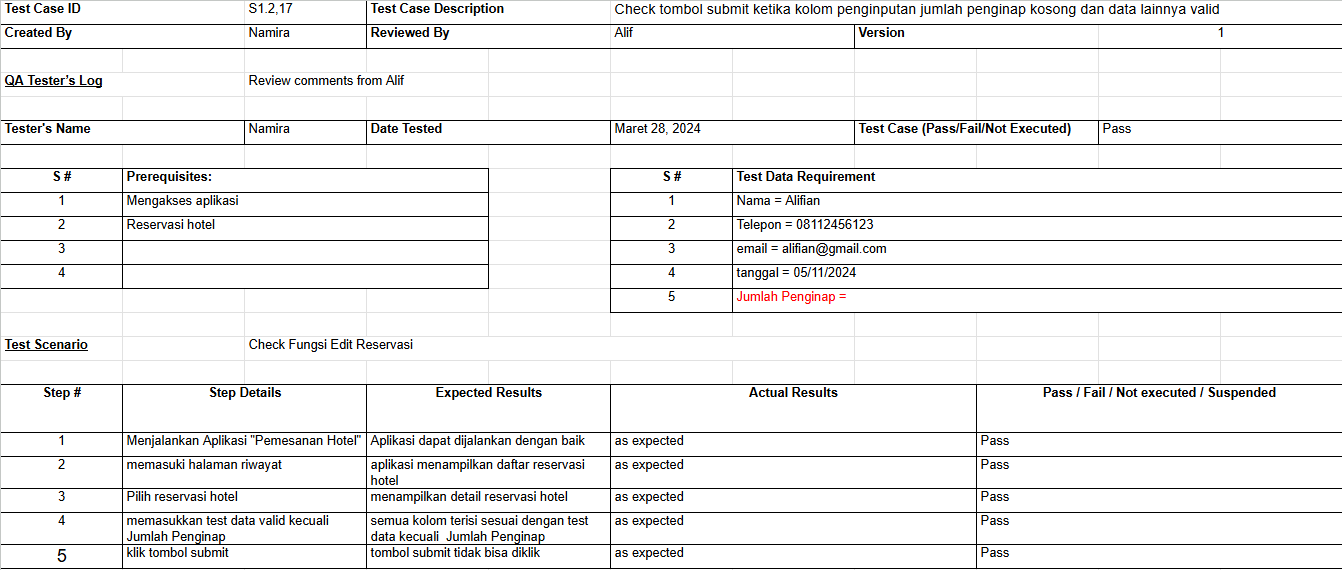 Test Case ID S1.2,17 Test Case Description Check tombol submit ketika kolom penginputan jumlah penginap kosong dan data lainnya valid
Created By Namira Reviewed By Alif Version 1
QA Tester's Log Review comments from Alif
Tester's Name Namira Date Tested Maret 28, 2024 Test Case (Pass/Fail/Not Executed) Pass
S # Prerequisites: S # Test Data Requirement
1 Mengakses aplikasi 1 Nama = Alifian
2 Reservasi hotel 2 Telepon = 08112456123
3 3 email = alifian@gmail.com
4 4 tanggal = 05/11/2024
5 Jumlah Penginap =
Test Scenario Check Fungsi Edit Reservasi
Step # Step Details Expected Results Actual Results Pass / Fail / Not executed / Suspended
1 Menjalankan Aplikasi "Pemesanan Hotel" Aplikasi dapat dijalankan dengan baik as expected Pass
2 memasuki halaman riwayat aplikasi menampilkan daftar reservasi as expected Pass
hotel
3 Pilih reservasi hotel menampilkan detail reservasi hotel as expected Pass
4 memasukkan test data valid kecuali semua kolom terisi sesuai dengan test as expected Pass
Jumlah Penginap data kecuali  Jumlah Penginap
5 klik tombol submit tombol submit tidak bisa diklik as expected Pass